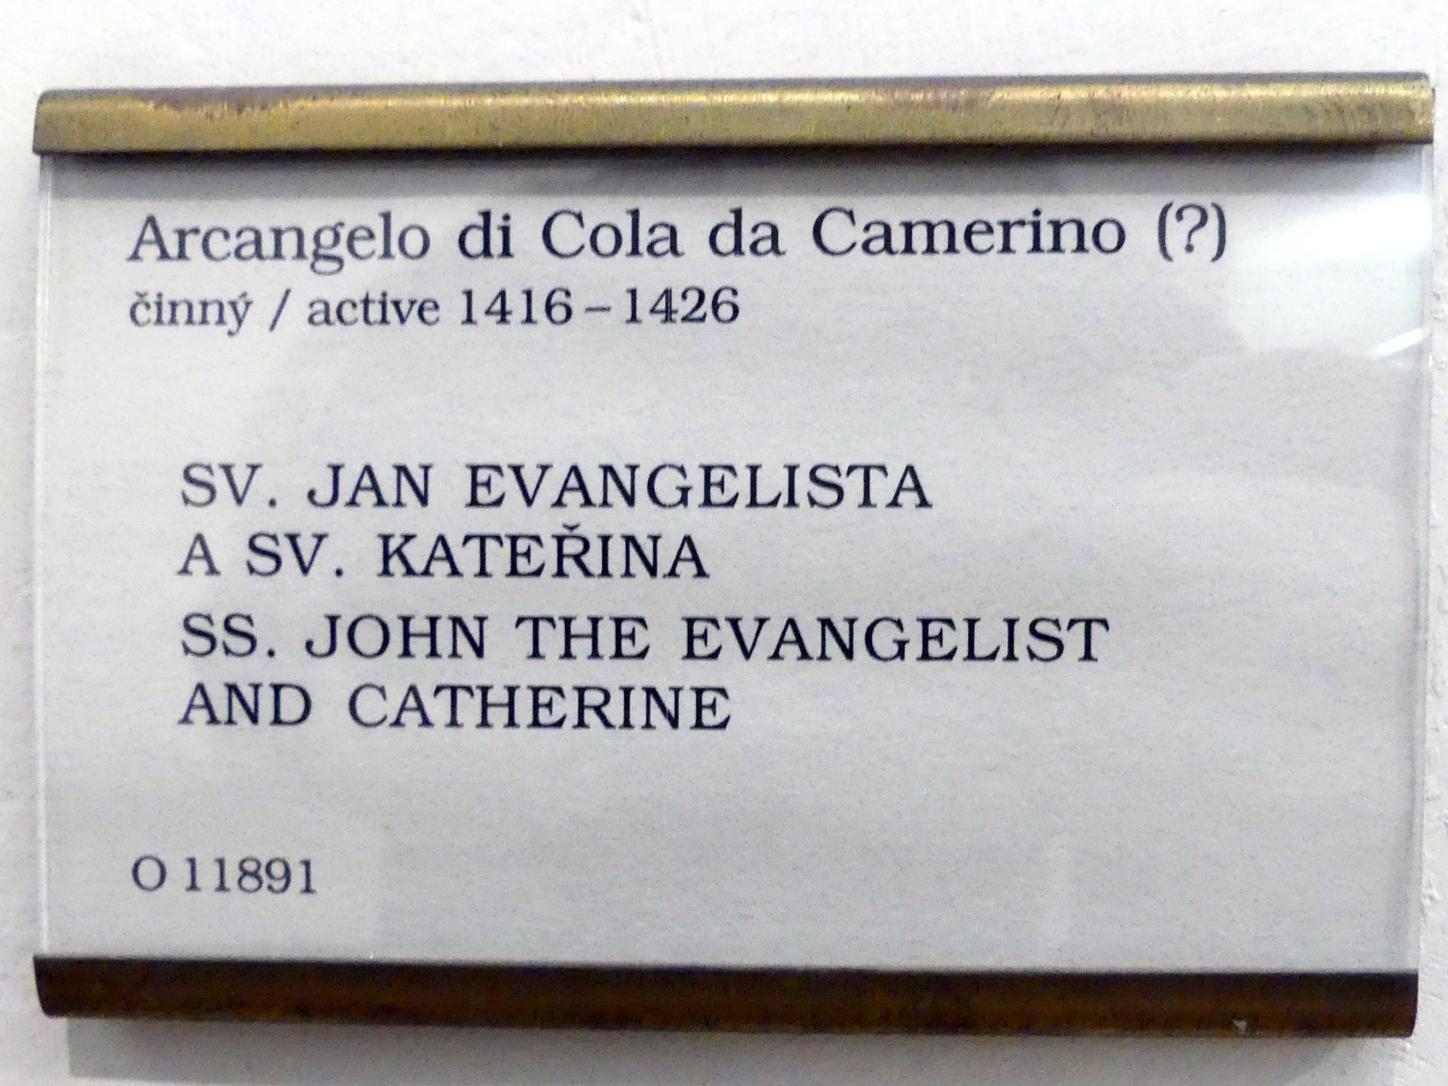 Arcangelo di Cola da Camerino (?)
činný / active 1416 – 1426
SV. JAN EVANGELISTA
A SV. KATEŘINA
SS. JOHN THE EVANGELIST
AND CATHERINE
O 11891